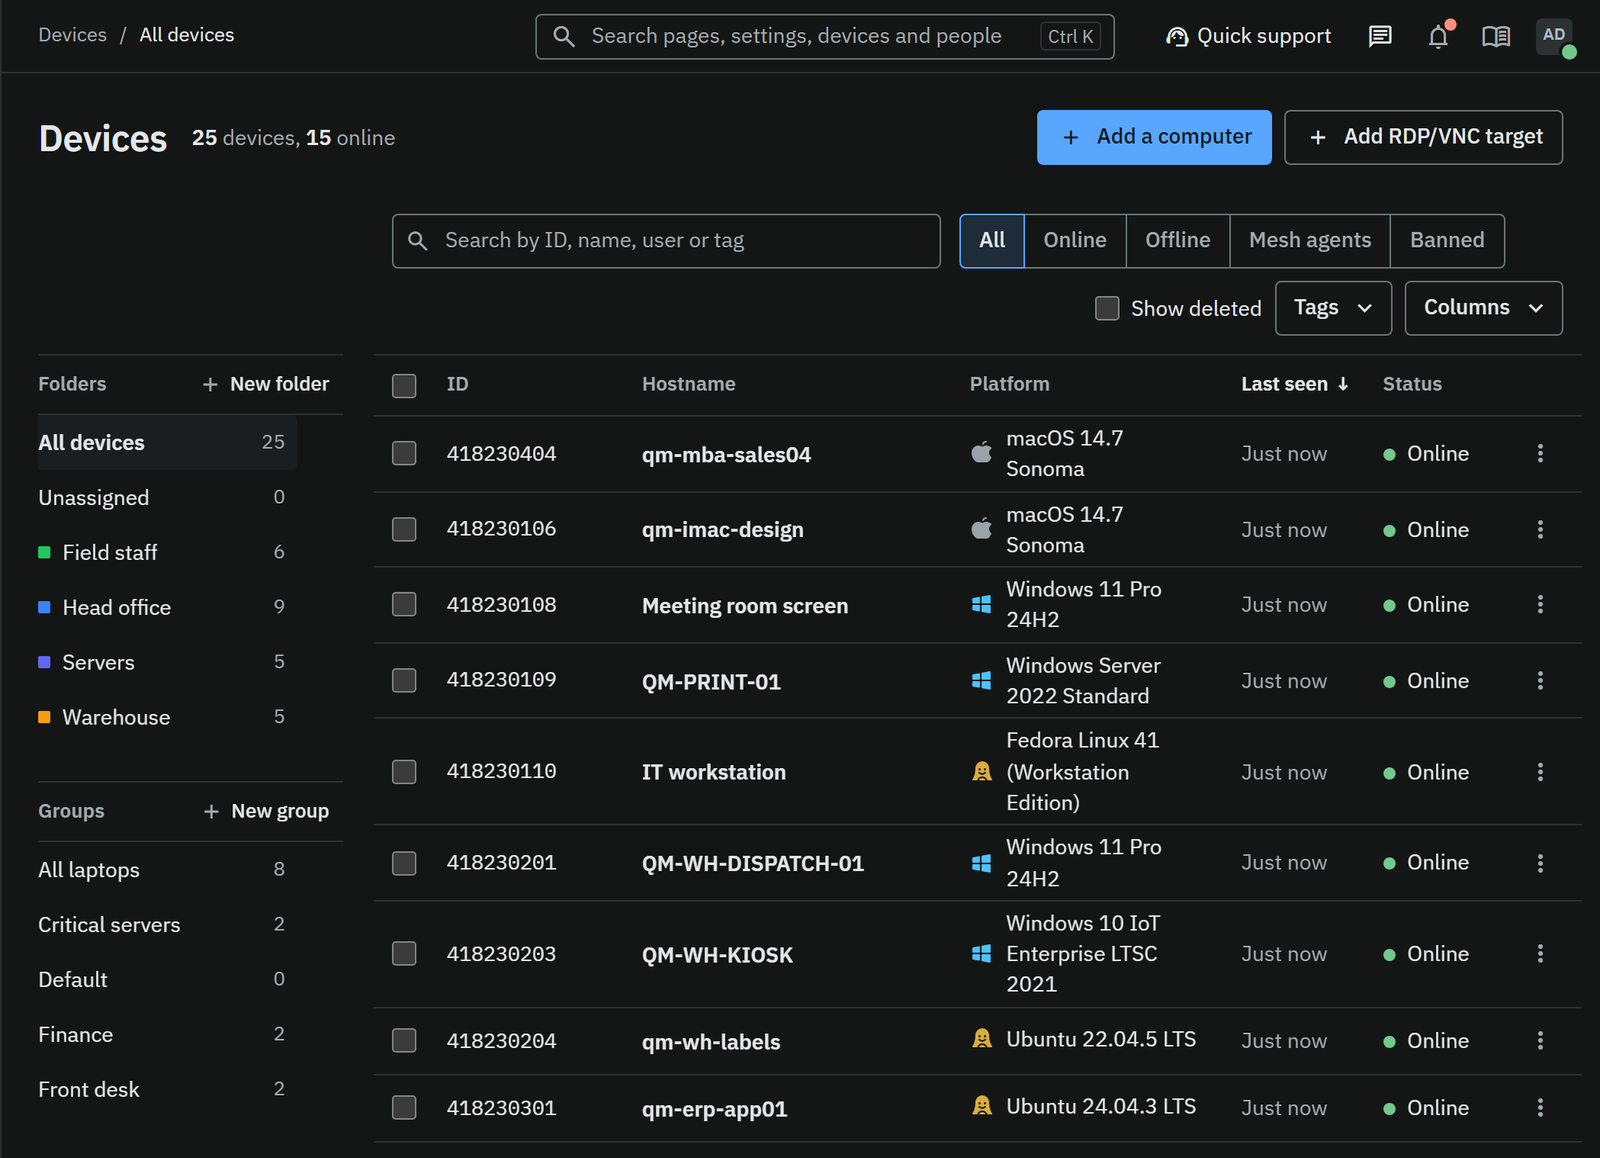 Devices / All devices
Search pages, settings, devices and people
Ctrl K
Quick support
AD
Devices
25 devices, 15 online
Add a computer
Add RDP/VNC target
Search by ID, name, user or tag
All
Online
Offline
Mesh agents
Banned
Show deleted
Tags
Columns
Folders
New folder
All devices 25
Unassigned 0
Field staff 6
Head office 9
Servers 5
Warehouse 5
Groups
New group
All laptops 8
Critical servers 2
Default 0
Finance 2
Front desk 2
ID Hostname Platform Last seen ↓ Status
418230404 qm-mba-sales04 macOS 14.7 Just now Online
Sonoma
418230106 qm-imac-design macOS 14.7 Just now Online
Sonoma
418230108 Meeting room screen Windows 11 Pro Just now Online
24H2
418230109 QM-PRINT-01 Windows Server Just now Online
2022 Standard
418230110 IT workstation Fedora Linux 41 Just now Online
(Workstation
Edition)
418230201 QM-WH-DISPATCH-01 Windows 11 Pro Just now Online
24H2
418230203 QM-WH-KIOSK Windows 10 IoT Just now Online
Enterprise LTSC
2021
418230204 qm-wh-labels Ubuntu 22.04.5 LTS Just now Online
418230301 qm-erp-app01 Ubuntu 24.04.3 LTS Just now Online